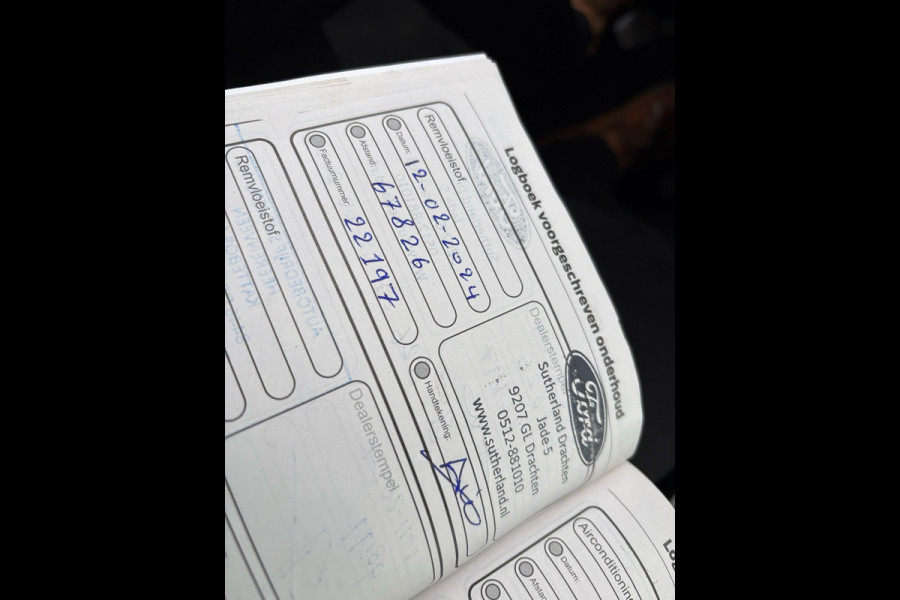 Logboek voorgeschreven onderhoud
Remvloeistof
Datum: 12-02-2024
Afstand: 67826
Factuurnummer: 22197
Dealerstempel
Ford
Sutherland Drachten
Jade 5
9207 GL Drachten
0512-881010
www.sutherland.nl
Handtekening:
Remvloeistof
Dealerstempel
Airconditioning
Datum:
Afstand: